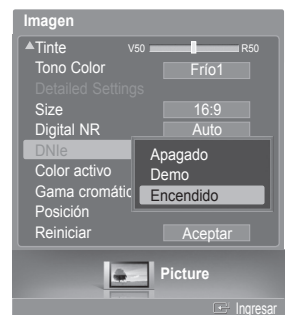 Imagen
▲Tinte V50 R50
Tono Color Frío1
Detailed Settings
Size 16:9
Digital NR Auto
DNIe Apagado
Demo
Color activo
Encendido
Gama cromátic
Posición
Reiniciar Aceptar
Picture
Ingresar